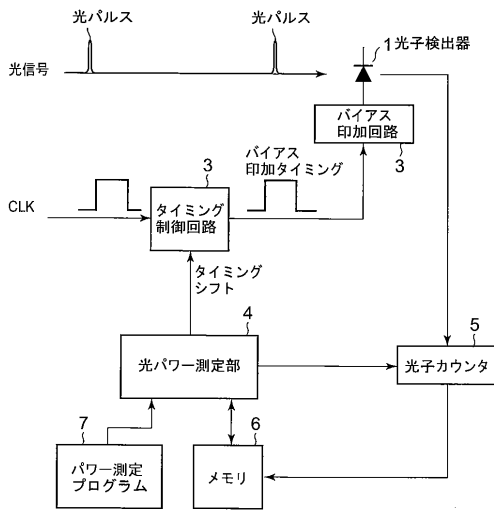 光パルス
光パルス
光信号
1 光子検出器
バイアス
印加回路
3
バイアス
印加タイミング
3
CLK
タイミング
制御回路
タイミング
シフト
4
光パワー測定部
5
光子カウンタ
7
パワー測定
プログラム
6
メモリ